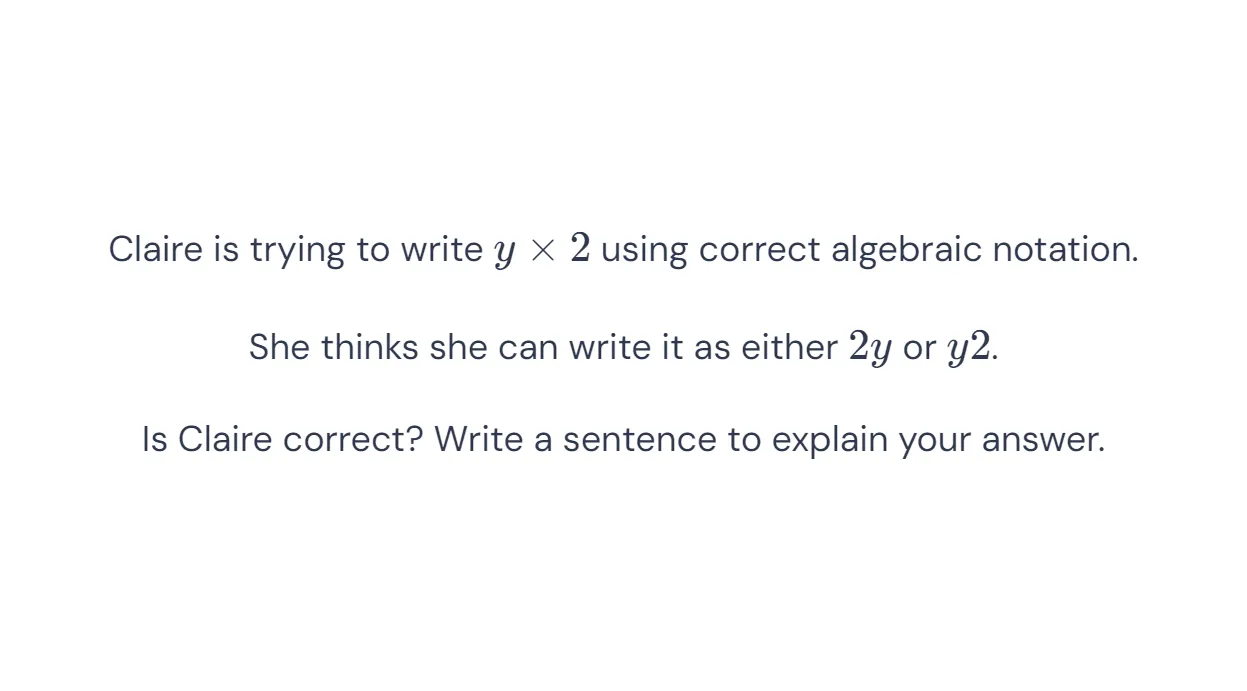 Claire is trying to write y × 2 using correct algebraic notation.
She thinks she can write it as either 2y or y2.
Is Claire correct? Write a sentence to explain your answer.